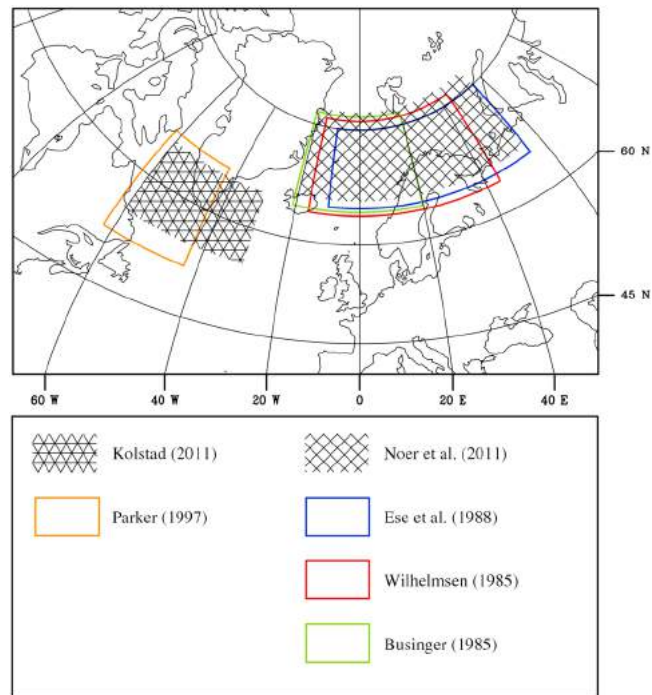 60 N
45 N
60 W
40 W
20 W
0
20 E
40 E
Kolstad (2011)
Noer et al. (2011)
Parker (1997)
Ese et al. (1988)
Wilhelmsen (1985)
Businger (1985)